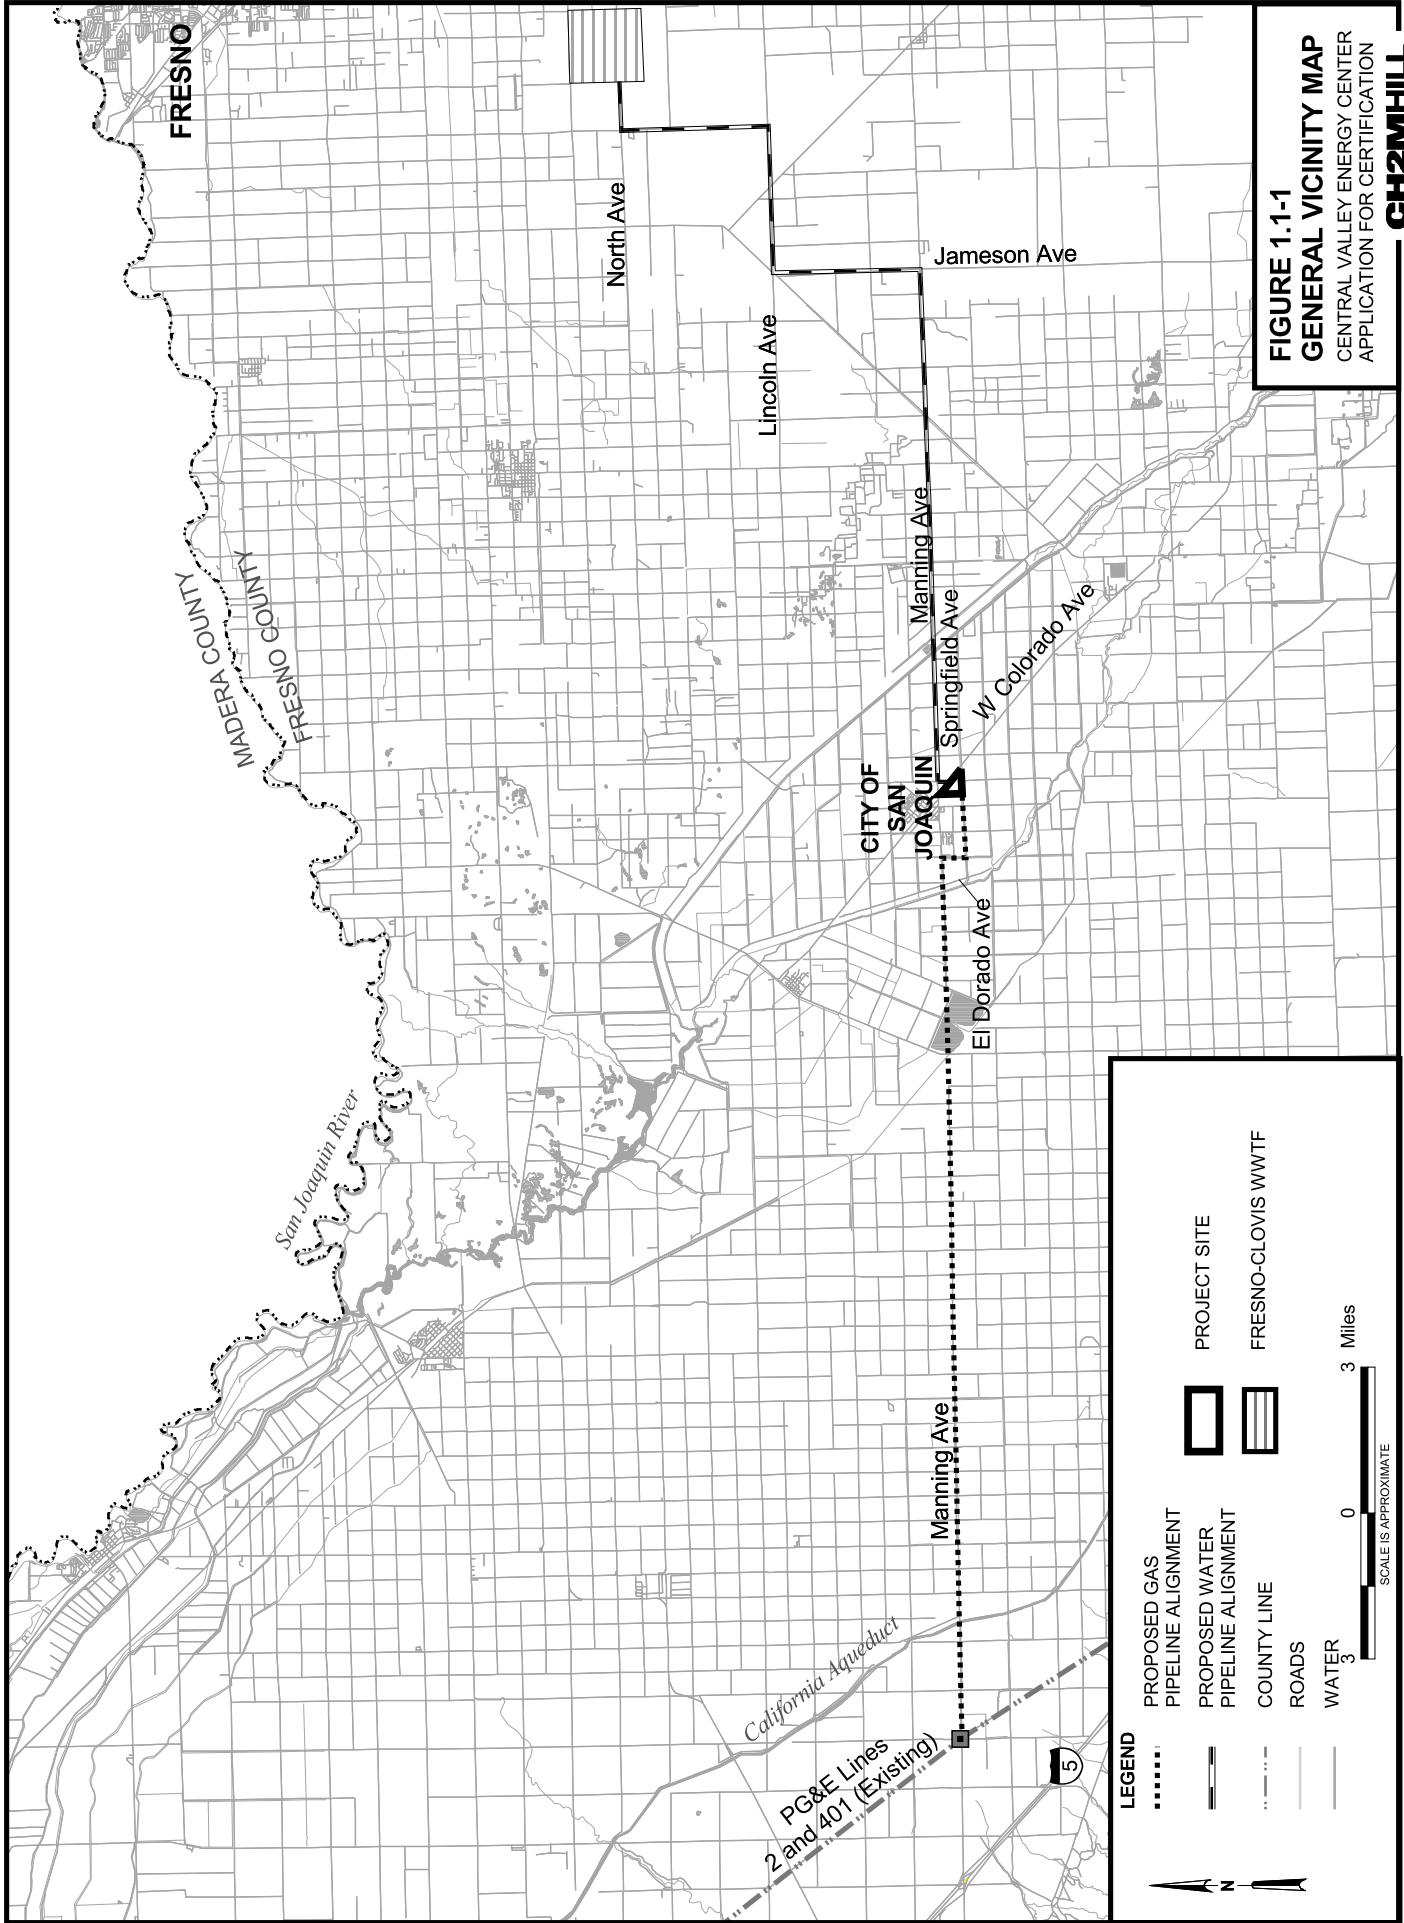 FRESNO
MADERA COUNTY
FRESNO COUNTY
San Joaquin River
North Ave
Lincoln Ave
Jameson Ave
Manning Ave
Springfield Ave
W Colorado Ave
CITY OF
SAN
JOAQUIN
El Dorado Ave
Manning Ave
California Aqueduct
PG&E Lines
2 and 401 (Existing)
5
LEGEND
PROPOSED GAS
PIPELINE ALIGNMENT
PROPOSED WATER
PIPELINE ALIGNMENT
COUNTY LINE
ROADS
WATER
PROJECT SITE
FRESNO-CLOVIS WWTF
N
3 0 3 Miles
SCALE IS APPROXIMATE
FIGURE 1.1-1
GENERAL VICINITY MAP
CENTRAL VALLEY ENERGY CENTER
APPLICATION FOR CERTIFICATION
CH2MHILL